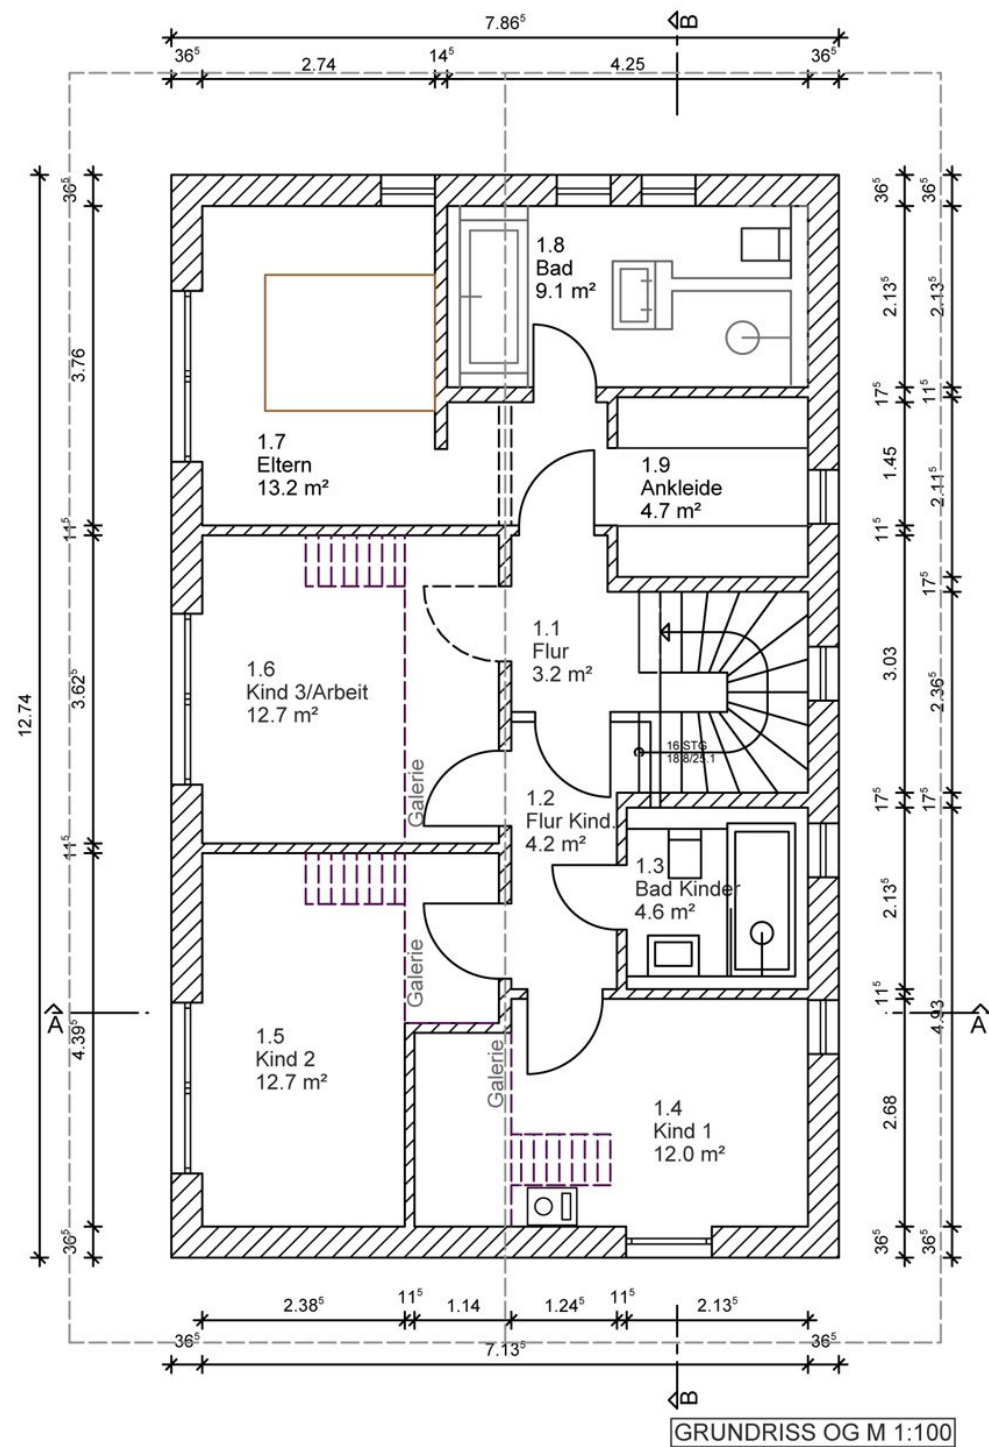 7.86⁵
B
36⁵
2.74
14⁵
4.25
36⁵
36⁵
3.76
11⁵
3.62⁵
11⁵
4.39⁵
36⁵
12.74
1.8
Bad
9.1 m²
1.7
Eltern
13.2 m²
1.9
Ankleide
4.7 m²
1.1
Flur
3.2 m²
1.6
Kind 3/Arbeit
12.7 m²
Galerie
16 STG
18.8/25.1
1.2
Flur Kind.
4.2 m²
1.3
Bad Kinder
4.6 m²
Galerie
1.5
Kind 2
12.7 m²
Galerie
1.4
Kind 1
12.0 m²
A
A
36⁵
2.13⁵
17⁵
1.45
11⁵
3.03
17⁵
2.13⁵
11⁵
2.68
36⁵
36⁵
2.13⁵
11⁵
2.11⁵
17⁵
2.36⁵
17⁵
4.93
36⁵
2.38⁵
11⁵
1.14
1.24⁵
11⁵
2.13⁵
36⁵
7.13⁵
36⁵
B
GRUNDRISS OG M 1:100